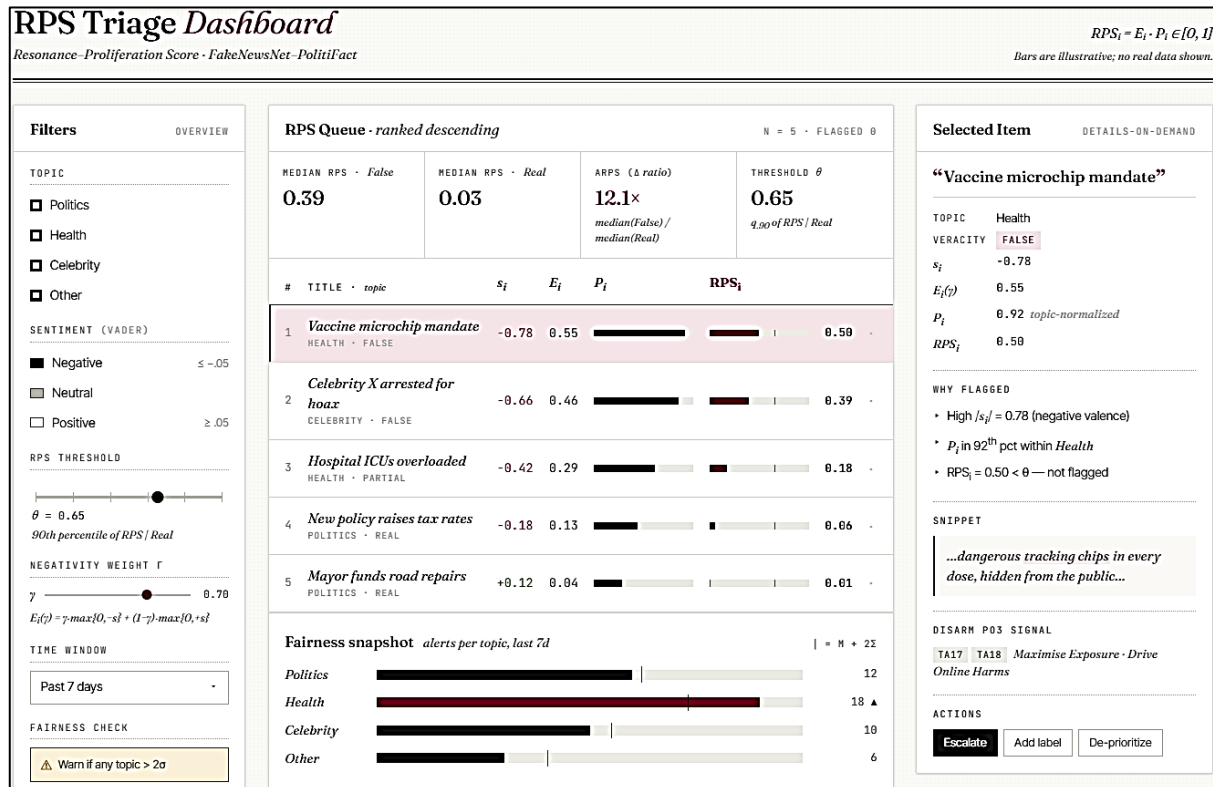 RPS Triage Dashboard
Resonance–Proliferation Score · FakeNewsNet–PolitiFact
RPSᵢ = Eᵢ · Pᵢ ∈ [0, 1]
Bars are illustrative; no real data shown.
Filters
OVERVIEW
TOPIC
Politics
Health
Celebrity
Other
SENTIMENT (VADER)
Negative ≤ −.05
Neutral
Positive ≥ .05
RPS THRESHOLD
θ = 0.65
90th percentile of RPS | Real
NEGATIVITY WEIGHT Γ
γ 0.70
Eᵢ(γ) = γ·max{0,−s} + (1−γ)·max{0,+s}
TIME WINDOW
Past 7 days
FAIRNESS CHECK
⚠ Warn if any topic > 2σ
RPS Queue · ranked descending
N = 5 · FLAGGED 0
MEDIAN RPS · False
0.39
MEDIAN RPS · Real
0.03
ARPS (Δ ratio)
12.1×
median(False) /
median(Real)
THRESHOLD θ
0.65
q.90 of RPS | Real
# TITLE · topic sᵢ Eᵢ Pᵢ RPSᵢ
1 Vaccine microchip mandate -0.78 0.55 0.50 ·
HEALTH · FALSE
2 Celebrity X arrested for
hoax -0.66 0.46 0.39 ·
CELEBRITY · FALSE
3 Hospital ICUs overloaded -0.42 0.29 0.18 ·
HEALTH · PARTIAL
4 New policy raises tax rates -0.18 0.13 0.06 ·
POLITICS · REAL
5 Mayor funds road repairs +0.12 0.04 0.01 ·
POLITICS · REAL
Fairness snapshot alerts per topic, last 7d
| = M + 2Σ
Politics 12
Health 18 ▲
Celebrity 10
Other 6
Selected Item
DETAILS-ON-DEMAND
“Vaccine microchip mandate”
TOPIC Health
VERACITY FALSE
sᵢ -0.78
Eᵢ(γ) 0.55
Pᵢ 0.92 topic-normalized
RPSᵢ 0.50
WHY FLAGGED
‣ High |sᵢ| = 0.78 (negative valence)
‣ Pᵢ in 92th pct within Health
‣ RPSᵢ = 0.50 < θ — not flagged
SNIPPET
...dangerous tracking chips in every
dose, hidden from the public...
DISARM P03 SIGNAL
TA17 TA18 Maximise Exposure · Drive
Online Harms
ACTIONS
Escalate
Add label
De-prioritize